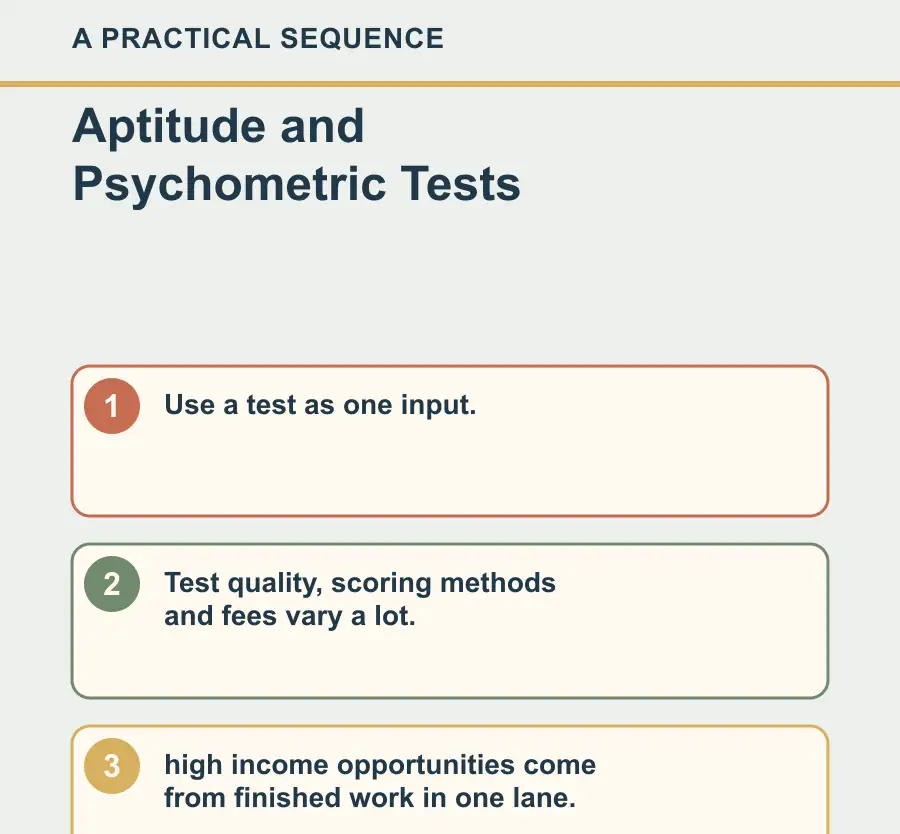 A PRACTICAL SEQUENCE
Aptitude and
Psychometric Tests
1
Use a test as one input.
2
Test quality, scoring methods
and fees vary a lot.
3
high income opportunities come
from finished work in one lane.